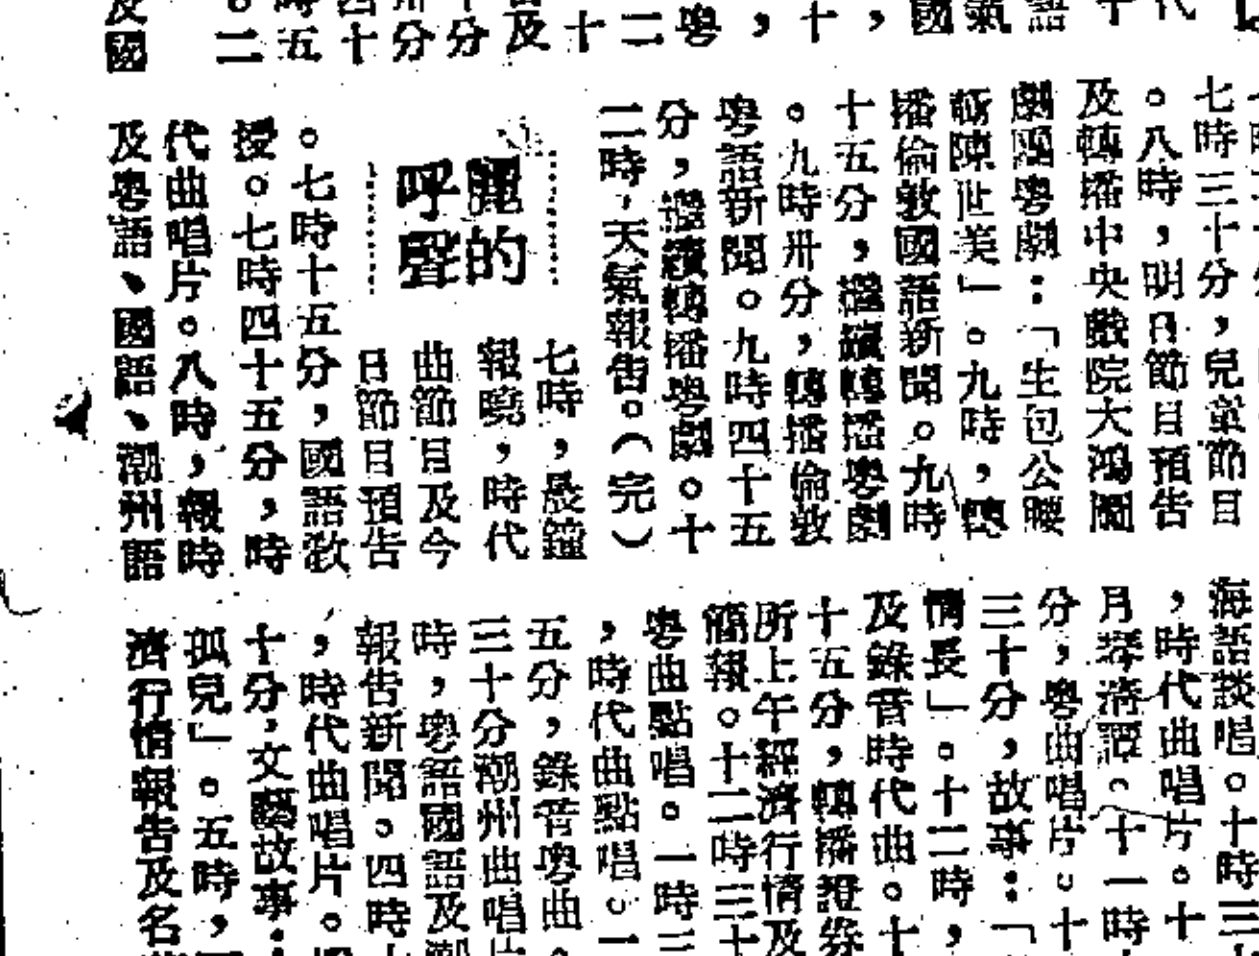 代
十
語
氣
國
，
十，
粵
二
十
及
分
分
四十
時五
。二
及國
七時三十分，兒童節目
。八時，明日節目預告
及轉播中央戲院大鴻圖
劇團粵劇：「生包公腰
斬陳世美」。九時，轉
播倫敦國語新聞。九時
十五分，繼續轉播粵劇
。九時卅分，轉播倫敦
粵語新聞。九時四十五
分，繼續轉播粵劇。十
二時，天氣報告。（完）
麗的
呼聲
七時，晨鐘
報曉，時代
曲節目及今
日節目預告
。七時十五分，國語教
授。七時四十五分，時
代曲唱片。八時，報時
及粵語、國語、潮州語
海語談唱。十時三
，時代曲唱片。十
月琴清譚。十一時
分，粵曲唱片。十
三十分，故事：「
情長」。十二時，
及錄音時代曲。十
十五分，轉播證券
所上午經濟行情及
簡報。十二時三十
粵曲點唱。一時三
，時代曲點唱。一
五分，錄音粵曲。
三十分潮州曲唱片
時，粵語國語及潮
報告新聞。四時
，時代曲唱片。
十分，文藝故事：
孤兒」。五時，
濟行情報告及名